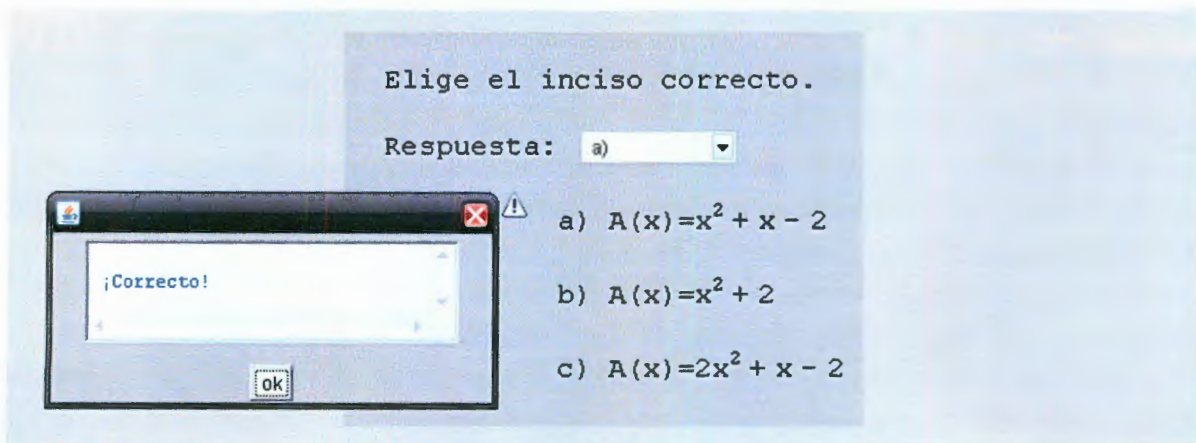 Elige el inciso correcto.
Respuesta: a)
a) A(x)=x² + x - 2
¡Correcto!
b) A(x)=x² + 2
c) A(x)=2x² + x - 2
ok